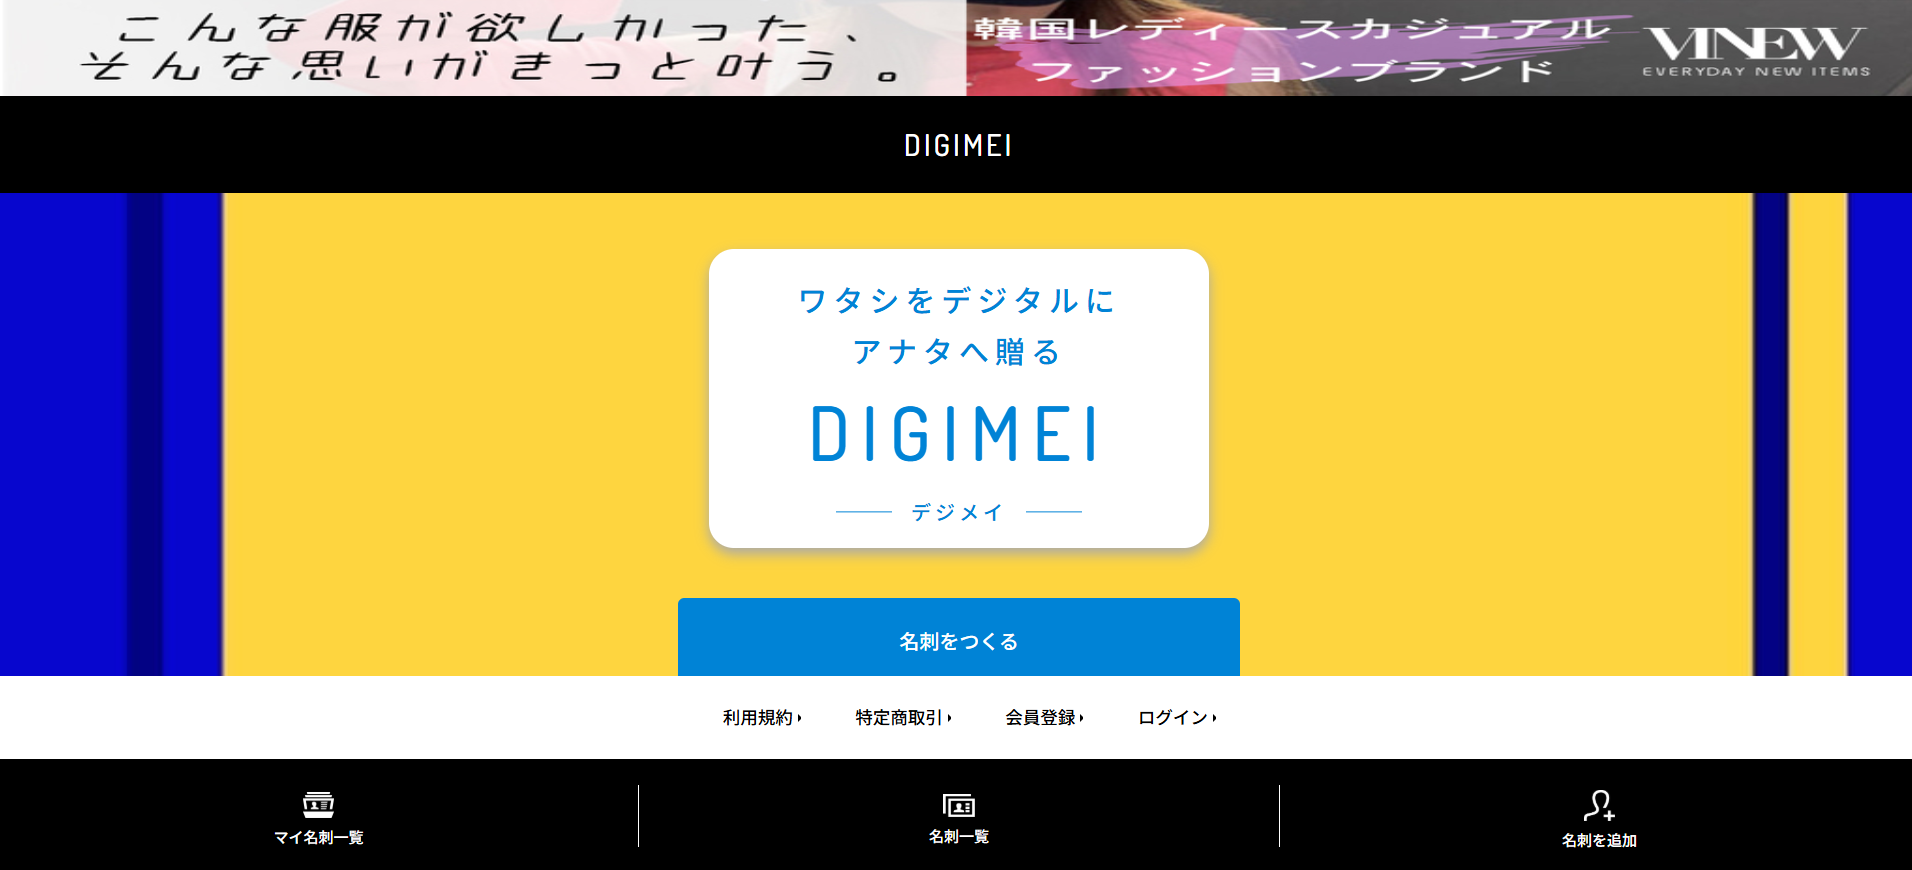 こんな服が欲しかった、
そんな思いがきっと叶う。
韓国レディースカジュアル
ファッションブランド
VINEW
EVERYDAY NEW ITEMS
DIGIMEI
ワタシをデジタルに
アナタへ贈る
DIGIMEI
デジメイ
名刺をつくる
利用規約
特定商取引
会員登録
ログイン
マイ名刺一覧
名刺一覧
名刺を追加